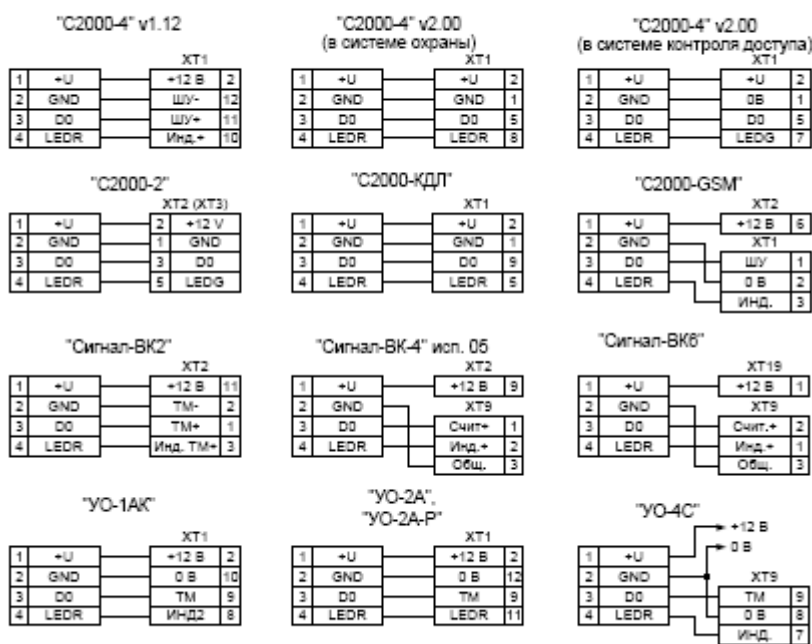 "С2000-4" v1.12
"С2000-4" v2.00
(в системе охраны)
"С2000-4" v2.00
(в системе контроля доступа)
XT1
1 +U +12 В 2
2 GND ШУ- 12
3 D0 ШУ+ 11
4 LEDR Инд.+ 10
XT1
1 +U +U 2
2 GND GND 1
3 D0 D0 5
4 LEDR LEDR 8
XT1
1 +U +U 2
2 GND 0В 1
3 D0 D0 5
4 LEDR LEDG 7
"С2000-2"
XT2 (XT3)
1 +U 2 +12 V
2 GND 1 GND
3 D0 3 D0
4 LEDR 5 LEDG
"С2000-КДЛ"
XT1
1 +U +U 2
2 GND GND 1
3 D0 D0 9
4 LEDR LEDR 5
"С2000-GSM"
XT2
1 +U +12 В 6
2 GND XT1
3 D0 ШУ 1
4 LEDR 0 В 2
ИНД. 3
"Сигнал-ВК2"
XT2
1 +U +12 В 11
2 GND TM- 2
3 D0 TM+ 1
4 LEDR Инд. TM+ 3
"Сигнал-ВК-4" исп. 05
XT2
1 +U +12 В 9
2 GND XT9
3 D0 Счит+ 1
4 LEDR Инд.+ 2
Общ. 3
"Сигнал-ВК6"
XT19
1 +U +12 В 1
2 GND XT9
3 D0 Счит.+ 2
4 LEDR Инд.+ 1
Общ. 3
"УО-1АК"
XT1
1 +U +12 В 2
2 GND 0 В 10
3 D0 TM 9
4 LEDR ИНД2 8
"УО-2А",
"УО-2А-Р"
XT1
1 +U +12 В 2
2 GND 0 В 12
3 D0 TM 9
4 LEDR LEDR 11
"УО-4С"
+12 В
0 В
1 +U
2 GND XT9
3 D0 TM 9
4 LEDR 0 В 8
ИНД. 7